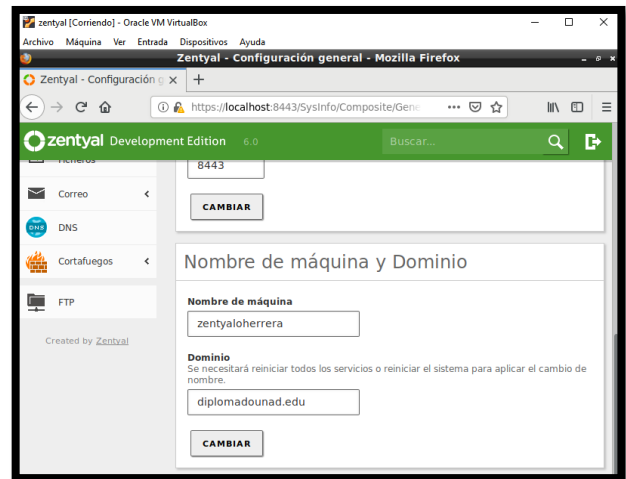 zentyal [Corriendo] - Oracle VM VirtualBox
Archivo Máquina Ver Entrada Dispositivos Ayuda
Zentyal - Configuración general - Mozilla Firefox
Zentyal - Configuración g
https://localhost:8443/SysInfo/Composite/Gene
zentyal Development Edition 6.0 Buscar...
Ficheros
8443
Correo
CAMBIAR
DNS DNS
Cortafuegos
Nombre de máquina y Dominio
FTP
Nombre de máquina
zentyaloherrera
Created by Zentyal
Dominio
Se necesitará reiniciar todos los servicios o reiniciar el sistema para aplicar el cambio de
nombre.
diplomadounad.edu
CAMBIAR